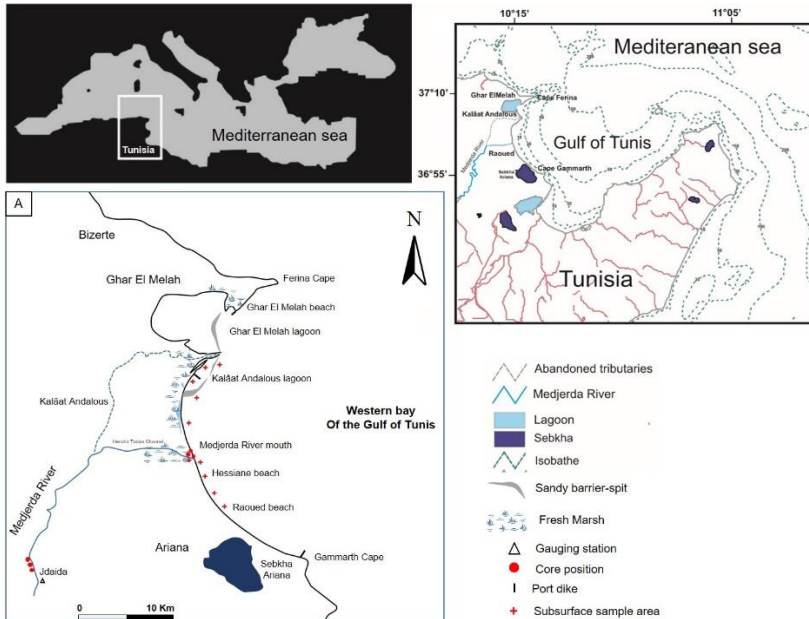 Mediterranean sea
Tunisia
10°15'
11°05'
Mediteranean sea
37°10'
Ghar ElMelah
Cape Ferina
Kalâat Andalous
Gulf of Tunis
Medjerda River
Raoued
36°55'
Cape Gammarth
Sebkha
Ariana
Tunisia
A
N
Bizerte
Ghar El Melah
Ferina Cape
Ghar El Melah beach
Ghar El Melah lagoon
Kalâat Andalous lagoon
Kalâat Andalous
Western bay
Of the Gulf of Tunis
Medjerda River mouth
Hessiane beach
Medjerda River
Raoued beach
Ariana
Gammarth Cape
Jdaida
Sebkha
Ariana
0
10 Km
Abandoned tributaries
Medjerda River
Lagoon
Sebkha
Isobathe
Sandy barrier-spit
Fresh Marsh
Gauging station
Core position
Port dike
Subsurface sample area